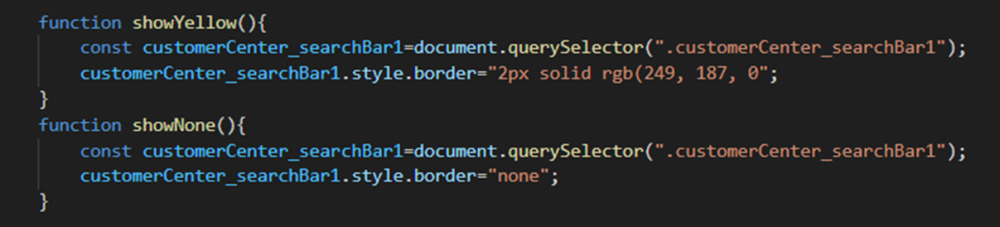 function showYellow(){
const customerCenter_searchBar1=document.querySelector(".customerCenter_searchBar1");
customerCenter_searchBar1.style.border="2px solid rgb(249, 187, 0";
}
function showNone(){
const customerCenter_searchBar1=document.querySelector(".customerCenter_searchBar1");
customerCenter_searchBar1.style.border="none";
}